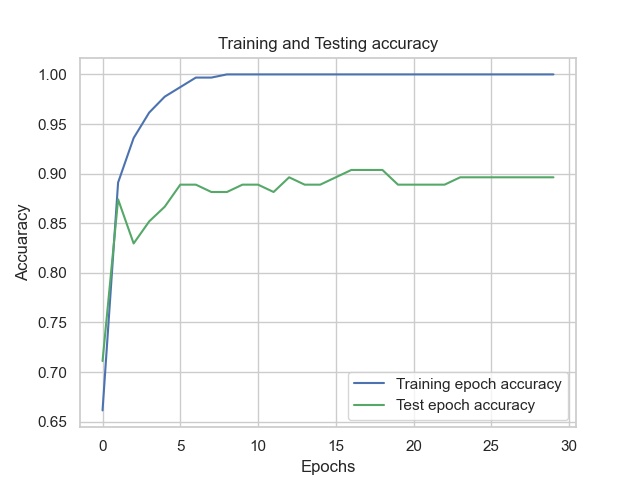 Training and Testing accuracy
1.00
0.95
0.90
0.85
0.80
0.75
0.70
0.65
Accuaracy
Training epoch accuracy
Test epoch accuracy
0 5 10 15 20 25 30
Epochs